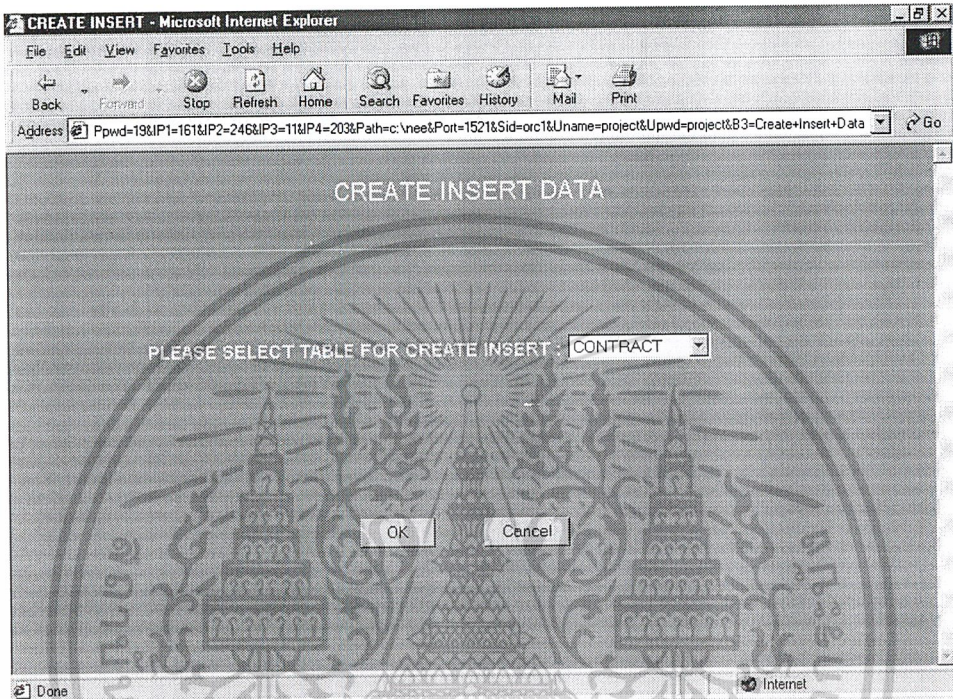 CREATE INSERT - Microsoft Internet Explorer
File Edit View Favorites Tools Help
Back Forward Stop Refresh Home Search Favorites History Mail Print
Address Ppwd=19&IP1=161&IP2=246&IP3=11&IP4=203&Path=c:\nee&Port=1521&Sid=orc1&Uname=project&Upwd=project&B3=Create+Insert+Data Go
CREATE INSERT DATA
PLEASE SELECT TABLE FOR CREATE INSERT : CONTRACT
OK Cancel
Done Internet